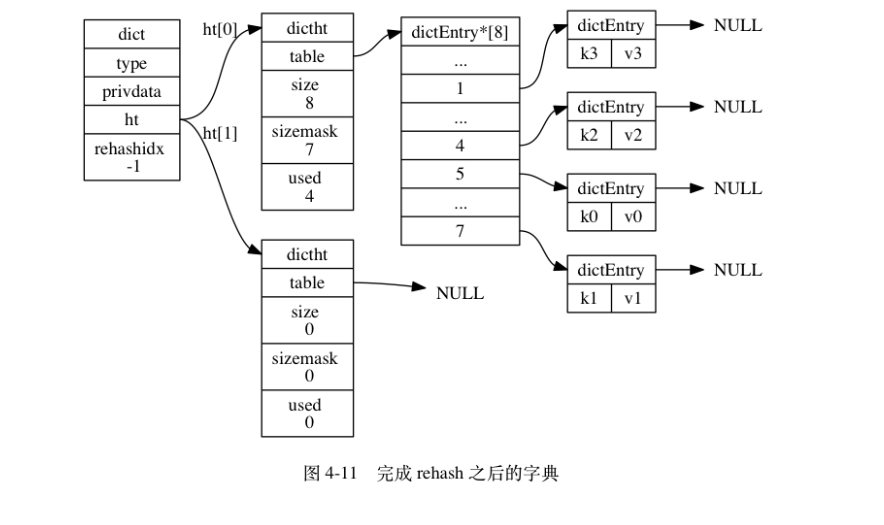 dict
type
privdata
ht
rehashidx
-1
ht[0]
ht[1]
dictht
table
size
8
sizemask
7
used
4
dictht
table
size
0
sizemask
0
used
0
dictEntry*[8]
...
1
...
4
5
...
7
NULL
dictEntry
k3 v3
NULL
dictEntry
k2 v2
NULL
dictEntry
k0 v0
NULL
dictEntry
k1 v1
NULL
图 4-11 完成 rehash 之后的字典